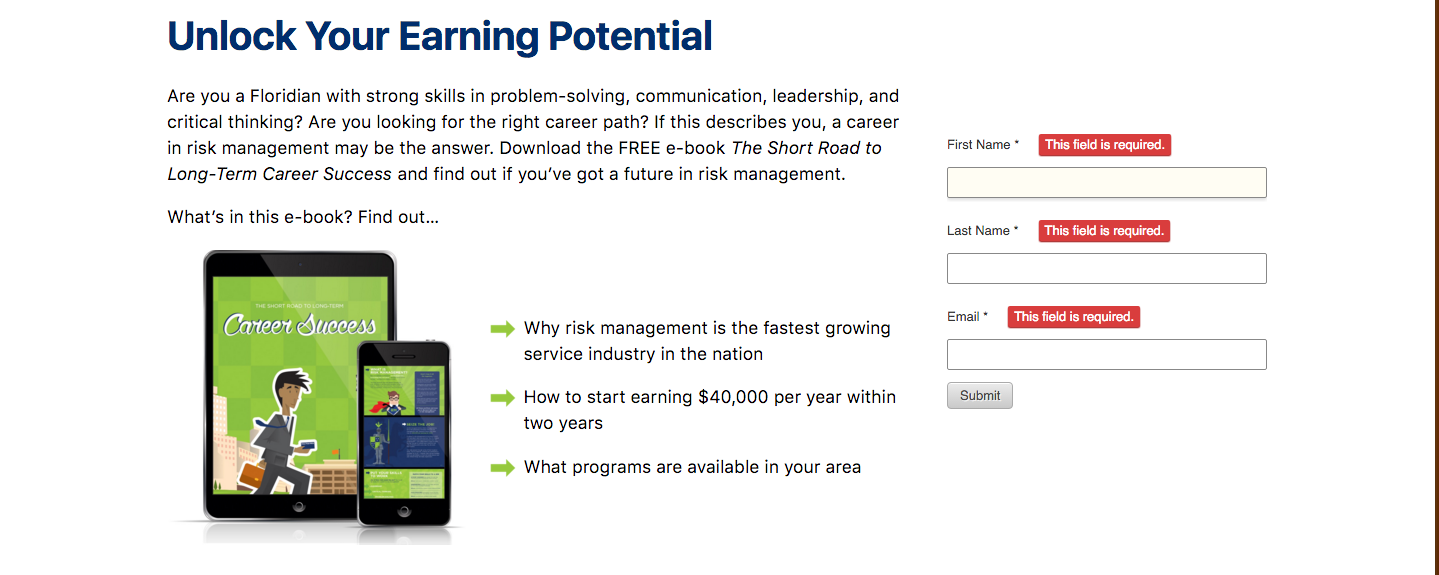 Unlock Your Earning Potential
Are you a Floridian with strong skills in problem-solving, communication, leadership, and
critical thinking? Are you looking for the right career path? If this describes you, a career
in risk management may be the answer. Download the FREE e-book The Short Road to
Long-Term Career Success and find out if you’ve got a future in risk management.
What’s in this e-book? Find out…
THE SHORT ROAD TO LONG-TERM
Career Success
Why risk management is the fastest growing
service industry in the nation
How to start earning $40,000 per year within
two years
What programs are available in your area
First Name * This field is required.
Last Name * This field is required.
Email * This field is required.
Submit